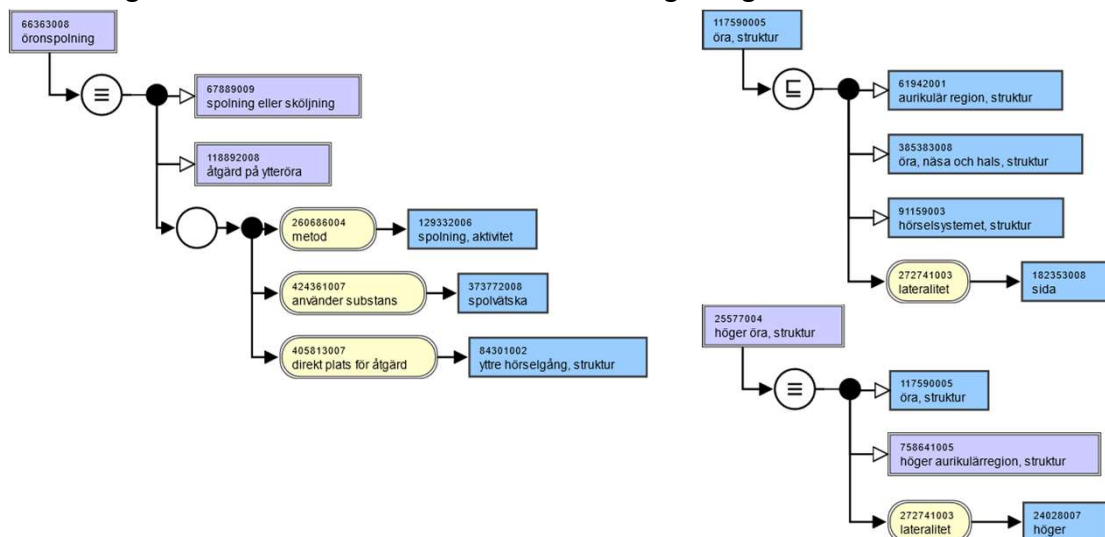 66363008
öronspolning
≡
67889009
spolning eller sköljning
118892008
åtgärd på ytteröra
260686004
metod
129332006
spolning, aktivitet
424361007
använder substans
373772008
spolvätska
405813007
direkt plats för åtgärd
84301002
yttre hörselgång, struktur
117590005
öra, struktur
⊑
61942001
aurikulär region, struktur
385383008
öra, näsa och hals, struktur
91159003
hörselsystemet, struktur
272741003
lateralitet
182353008
sida
25577004
höger öra, struktur
≡
117590005
öra, struktur
758641005
höger aurikulärregion, struktur
272741003
lateralitet
24028007
höger